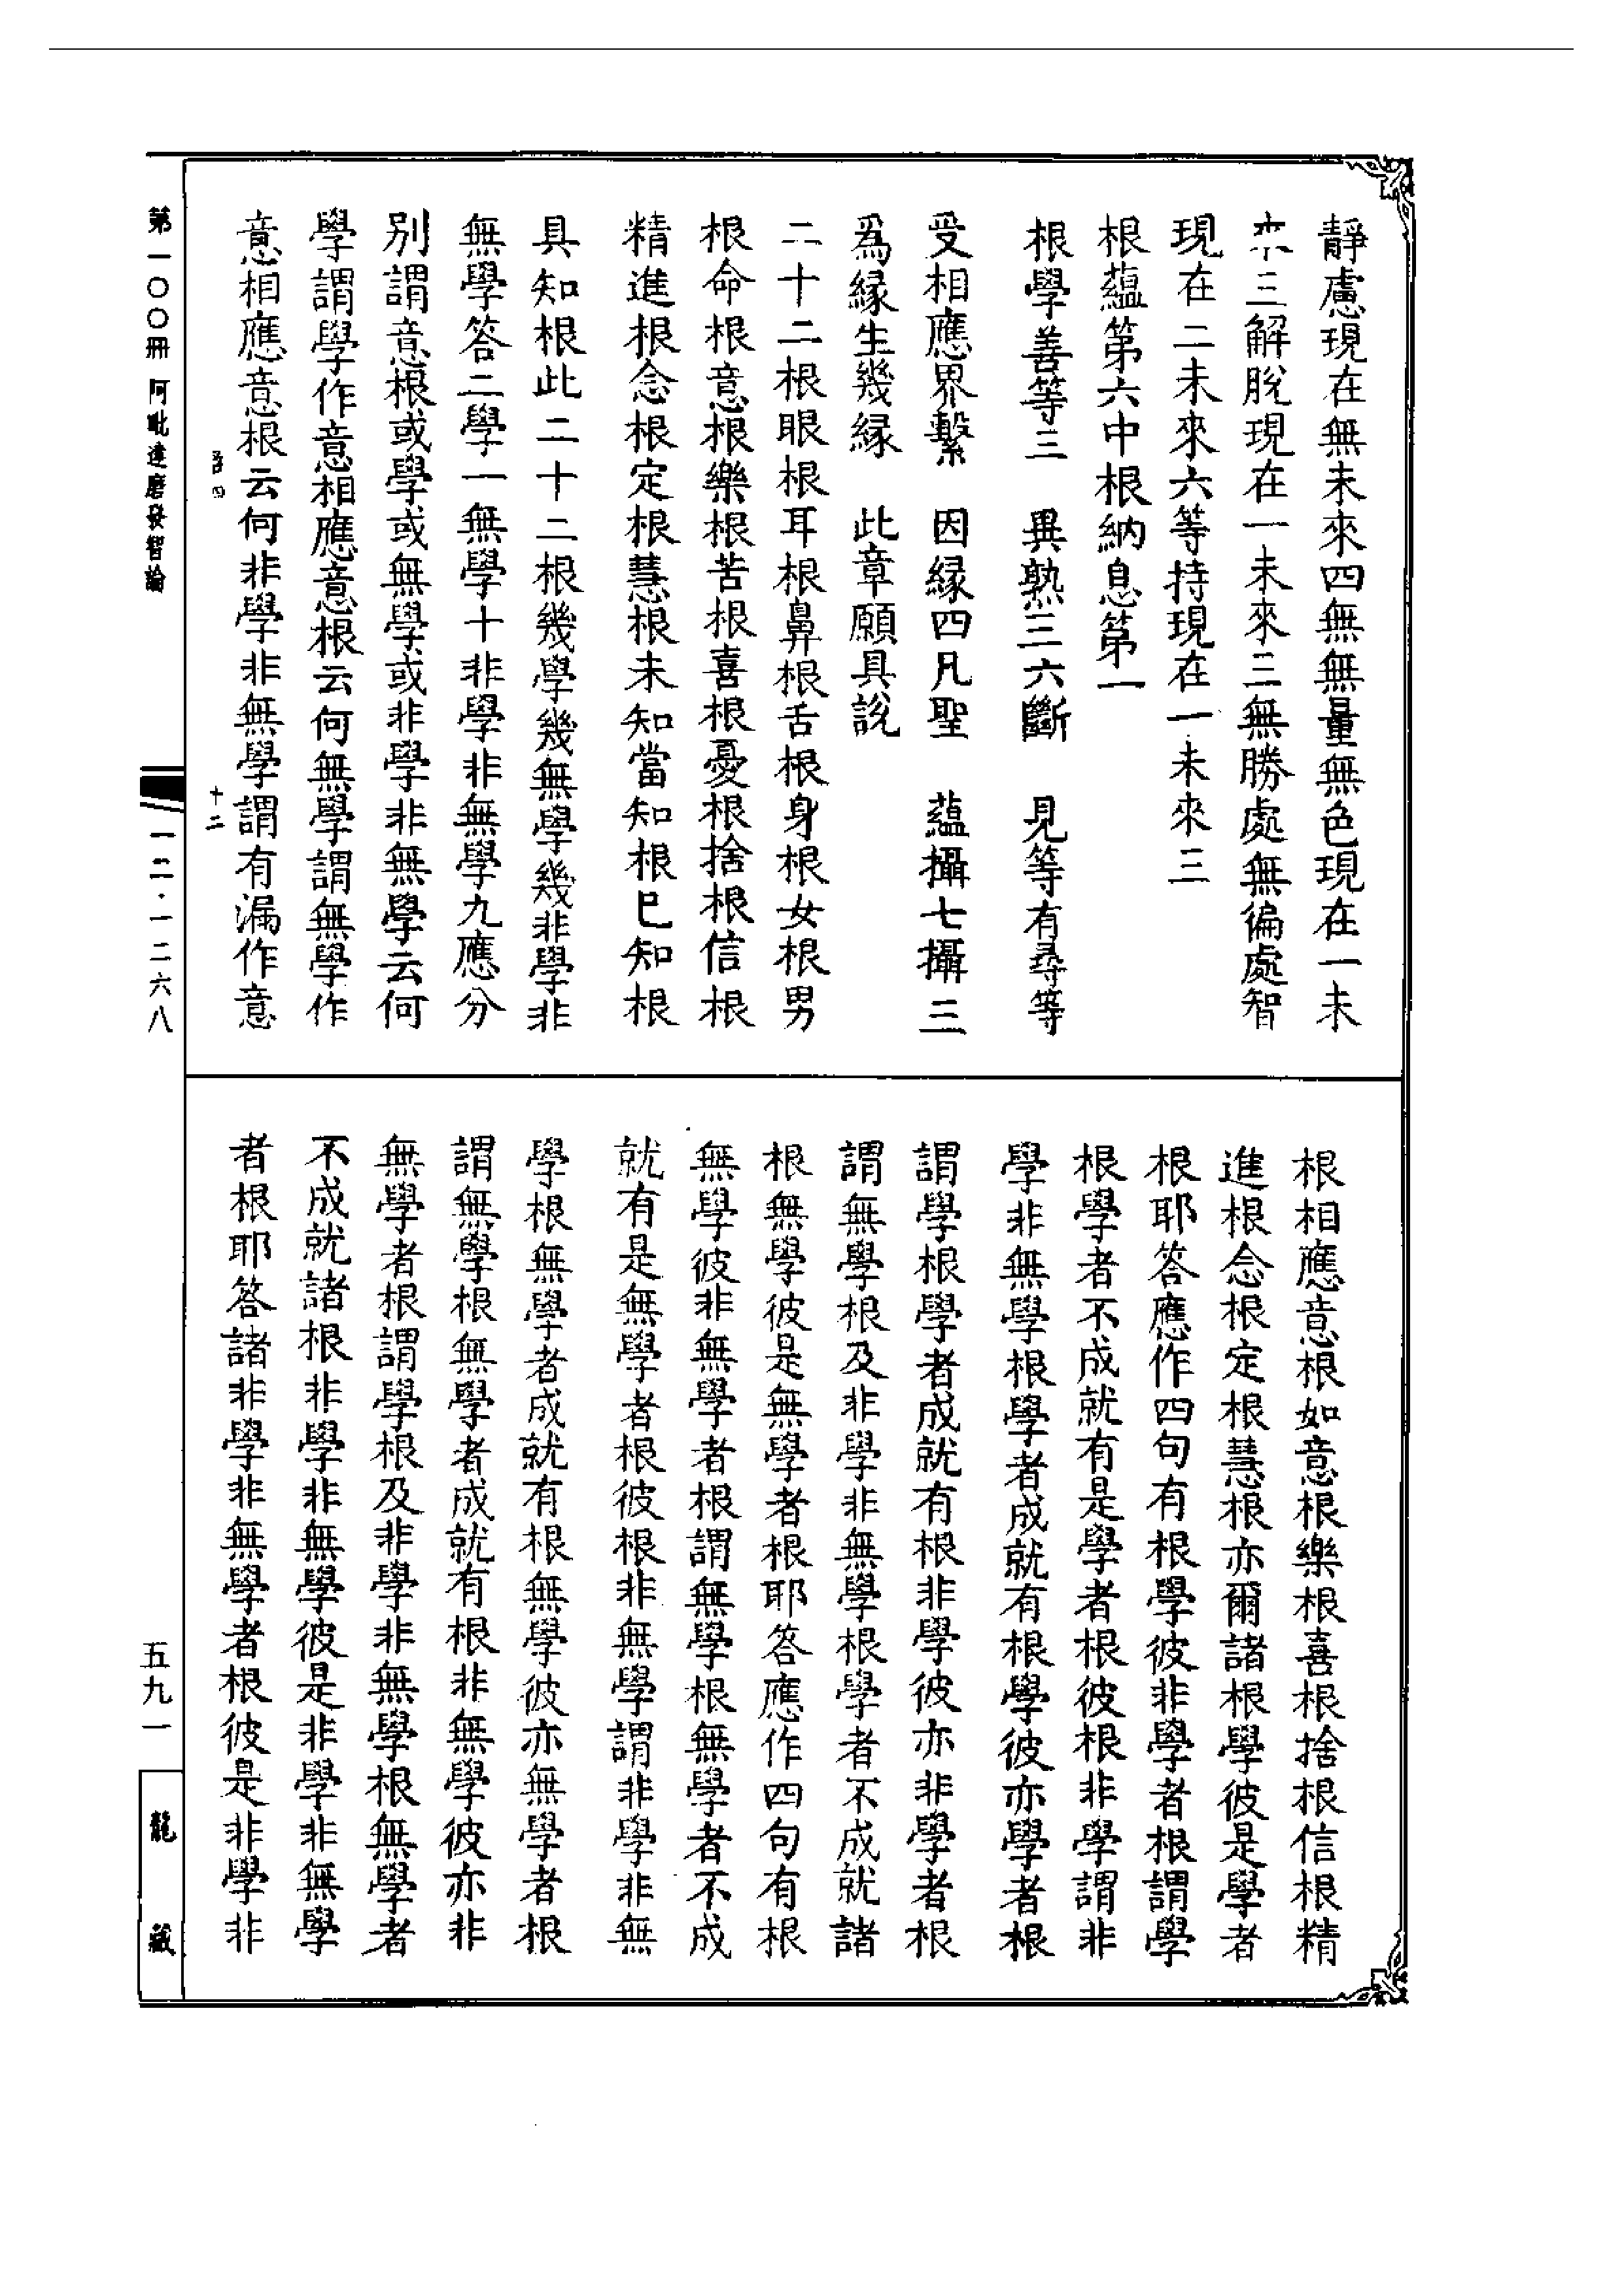 靜慮現在無未來四無無量無色現在一未
來三解脫現在一未來三無勝處無徧處智
現在二未來六等持現在一未來三
根蘊第六中根納息第一
根學善等三　異熟三六斷　見等有尋等
受相應界繫　因緣四凡聖　蘊攝七攝三
爲緣生幾緣　此章願具說
二十二根眼根耳根鼻根舌根身根女根男
根命根意根樂根苦根喜根憂根捨根信根
精進根念根定根慧根未知當知根已知根
具知根此二十二根幾學幾無學幾非學非
無學答二學一無學十非學非無學九應分
別謂意根或學或無學或非學非無學云何
學謂學作意相應意根云何無學謂無學作
意相應意根云何非學非無學謂有漏作意
根相應意根如意根樂根喜根捨根信根精
進根念根定根慧根亦爾諸根學彼是學者
根耶答應作四句有根學彼非學者根謂學
根學者不成就有是學者根彼根非學謂非
學非無學根學者成就有根學彼亦學者根
謂學根學者成就有根非學彼亦非學者根
謂無學根及非學非無學根學者不成就諸
根無學彼是無學者根耶答應作四句有根
無學彼非無學者根謂無學根無學者不成
就有是無學者根彼根非無學謂非學非無
學根無學者成就有根無學彼亦無學者根
謂無學根無學者成就有根非無學彼亦非
無學者根謂學根及非學非無學根無學者
不成就諸根非學非無學彼是非學非無學
者根耶答諸非學非無學者根彼是非學非
第一〇〇冊　阿毗達磨發智論
四
十二
一二·一二六八
五九一
龍藏